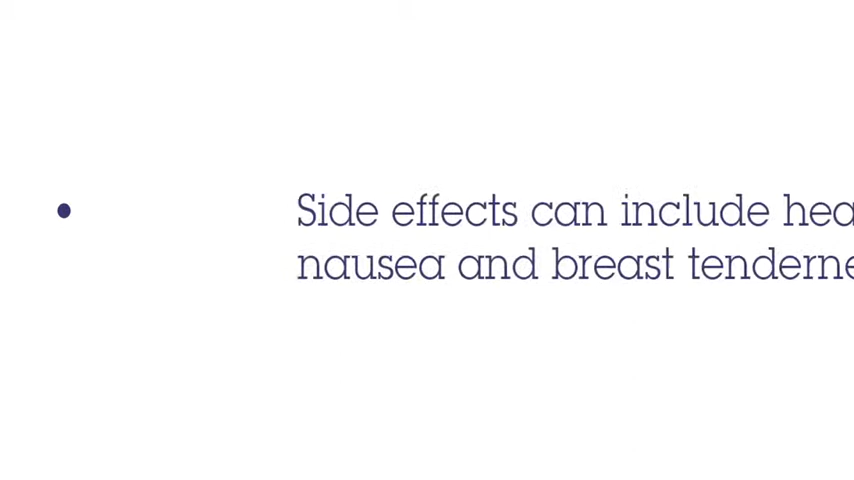 • Side effects can include hea
nausea and breast tenderne